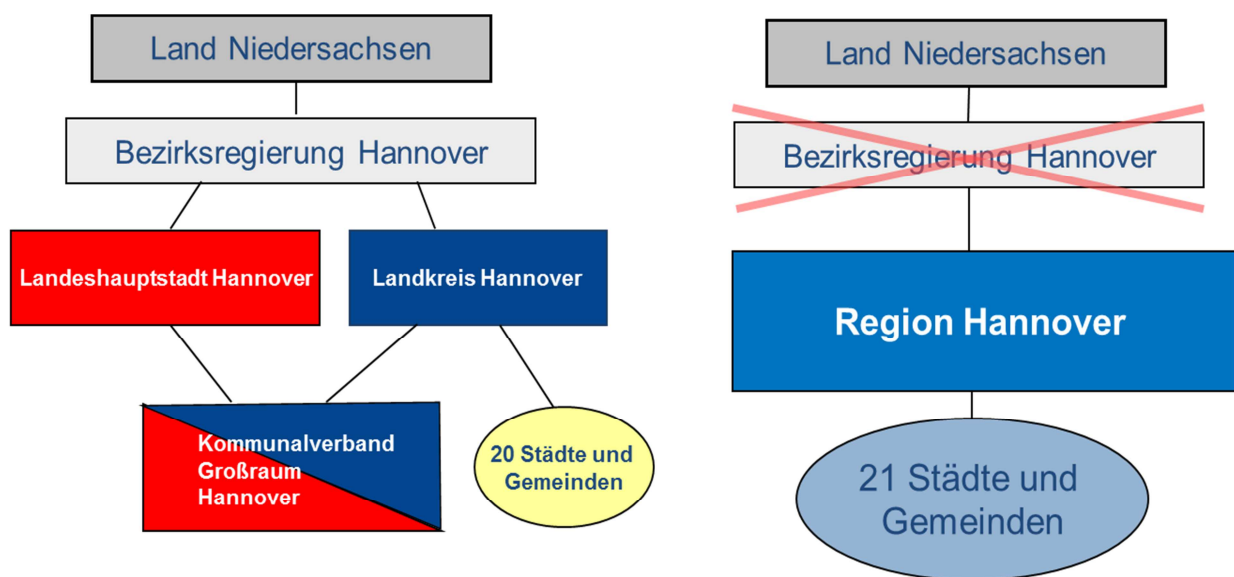 Land Niedersachsen
Bezirksregierung Hannover
Landeshauptstadt Hannover
Landkreis Hannover
Kommunalverband
Großraum
Hannover
20 Städte und
Gemeinden
Land Niedersachsen
Bezirksregierung Hannover
Region Hannover
21 Städte und
Gemeinden